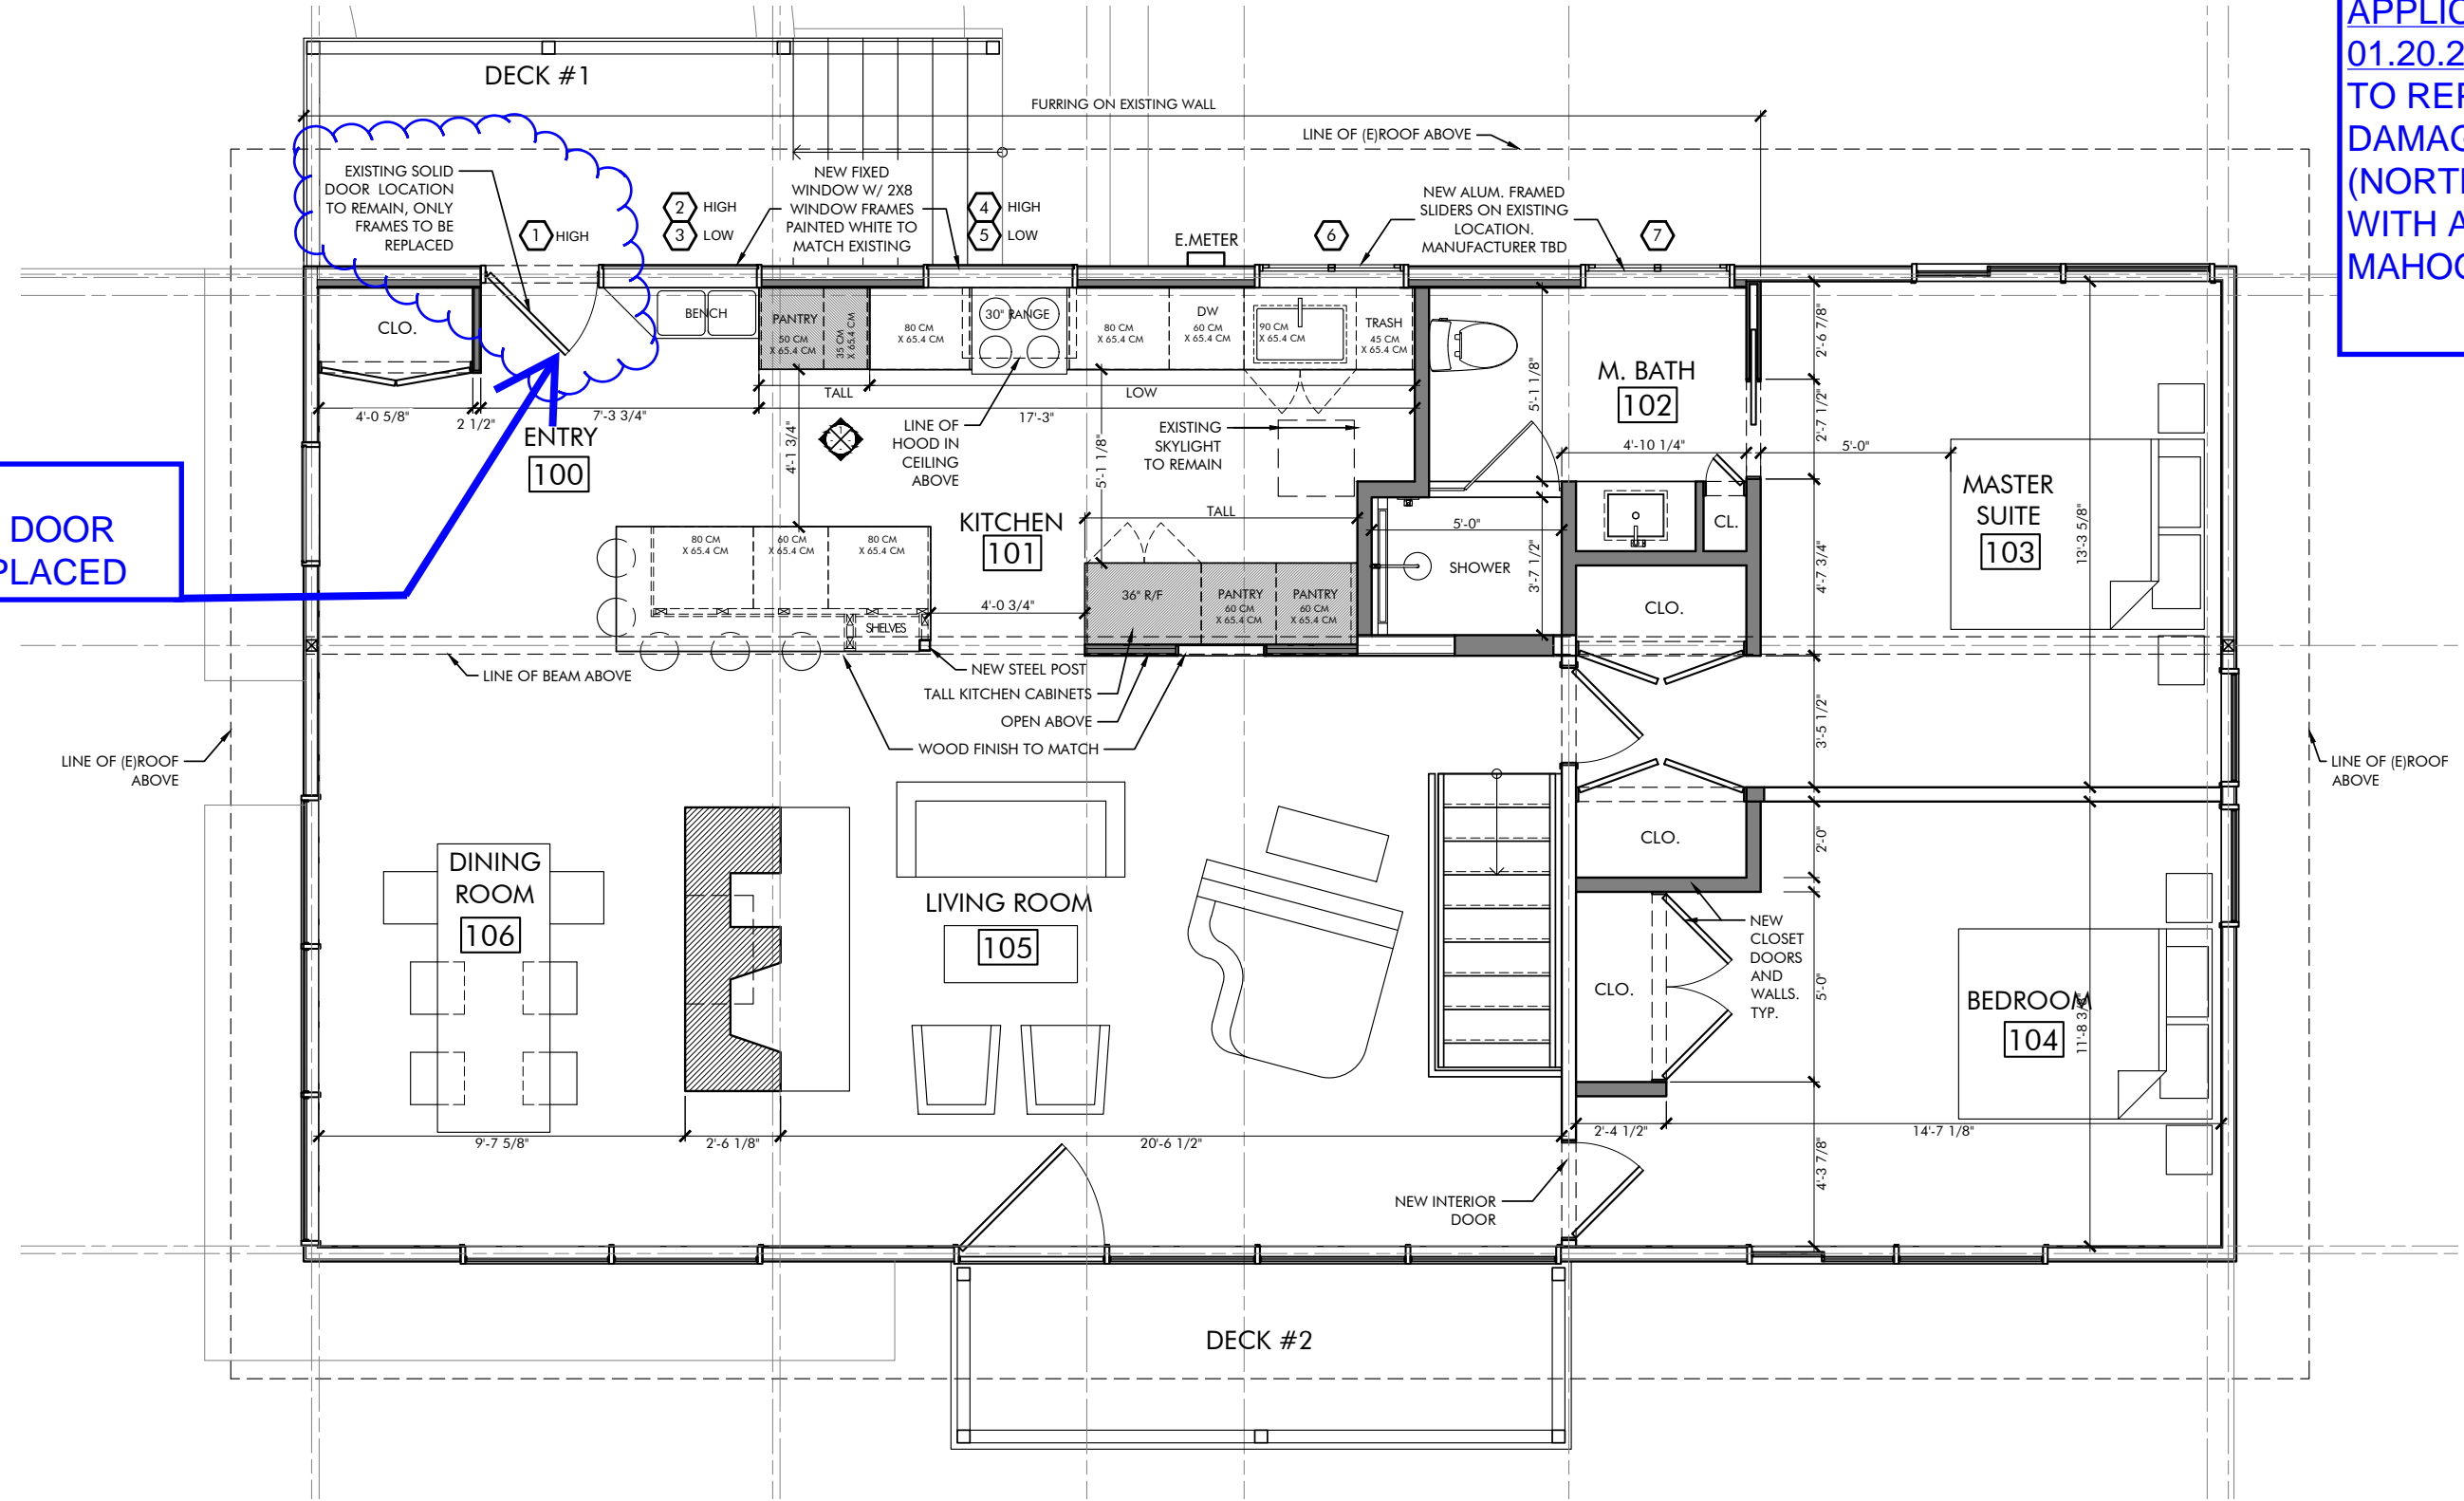 DECK #1
FURRING ON EXISTING WALL
LINE OF (E)ROOF ABOVE
EXISTING SOLID
DOOR LOCATION
TO REMAIN, ONLY
FRAMES TO BE
REPLACED
1 HIGH
2 HIGH
3 LOW
NEW FIXED
WINDOW W/ 2X8
WINDOW FRAMES
PAINTED WHITE TO
MATCH EXISTING
4 HIGH
5 LOW
E.METER
6
NEW ALUM. FRAMED
SLIDERS ON EXISTING
LOCATION.
MANUFACTURER TBD
7
01.20.2
TO REP
DAMAG
(NORTH
WITH A
MAHOG
CLO.
BENCH
PANTRY
50 CM
X 65.4 CM
35 CM
X 65.4 CM
80 CM
X 65.4 CM
30" RANGE
80 CM
X 65.4 CM
DW
60 CM
X 65.4 CM
90 CM
X 65.4 CM
TRASH
45 CM
X 65.4 CM
M. BATH
102
5'-1 1/8"
2'-6 7/8"
2'-7 1/2"
TALL
LOW
4'-0 5/8"
2 1/2"
7'-3 3/4"
17'-3"
ENTRY
100
4'-1 3/4"
1
LINE OF
HOOD IN
CEILING
ABOVE
5'-1 1/8"
EXISTING
SKYLIGHT
TO REMAIN
4'-10 1/4"
5'-0"
MASTER
SUITE
103
13'-3 5/8"
DOOR
PLACED
KITCHEN
101
TALL
5'-0"
CL.
80 CM
X 65.4 CM
60 CM
X 65.4 CM
80 CM
X 65.4 CM
SHELVES
4'-0 3/4"
36" R/F
PANTRY
60 CM
X 65.4 CM
PANTRY
60 CM
X 65.4 CM
SHOWER
3'-7 1/2"
4'-7 3/4"
CLO.
LINE OF BEAM ABOVE
NEW STEEL POST
TALL KITCHEN CABINETS
OPEN ABOVE
WOOD FINISH TO MATCH
3'-5 1/2"
LINE OF (E)ROOF
ABOVE
LINE OF (E)ROOF
ABOVE
DINING
ROOM
106
LIVING ROOM
105
CLO.
2'-0"
NEW
CLOSET
DOORS
AND
WALLS.
TYP.
CLO.
5'-0"
BEDROOM
104
11'-8 3/8"
9'-7 5/8"
2'-6 1/8"
20'-6 1/2"
2'-4 1/2"
14'-7 1/8"
4'-3 7/8"
NEW INTERIOR
DOOR
DECK #2